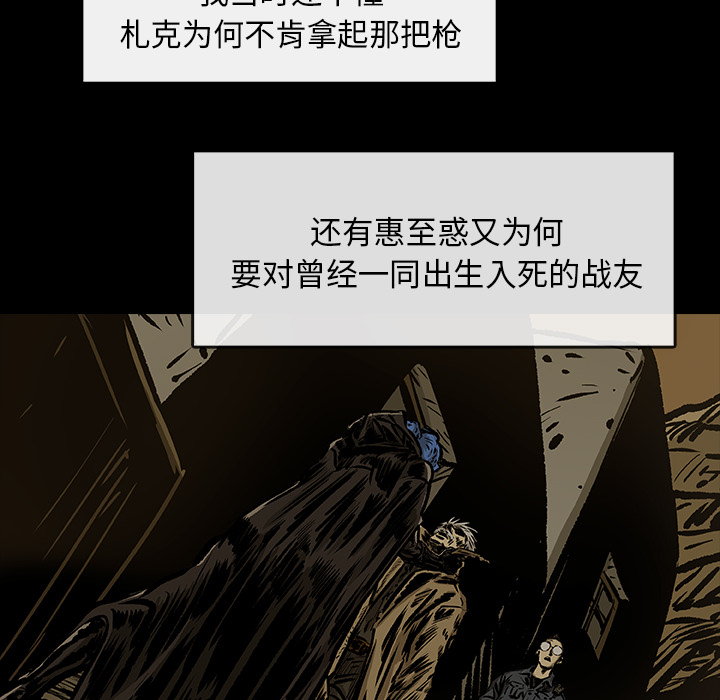 札克为何不肯拿起那把枪
还有惠至惑又为何
要对曾经一同出生入死的战友